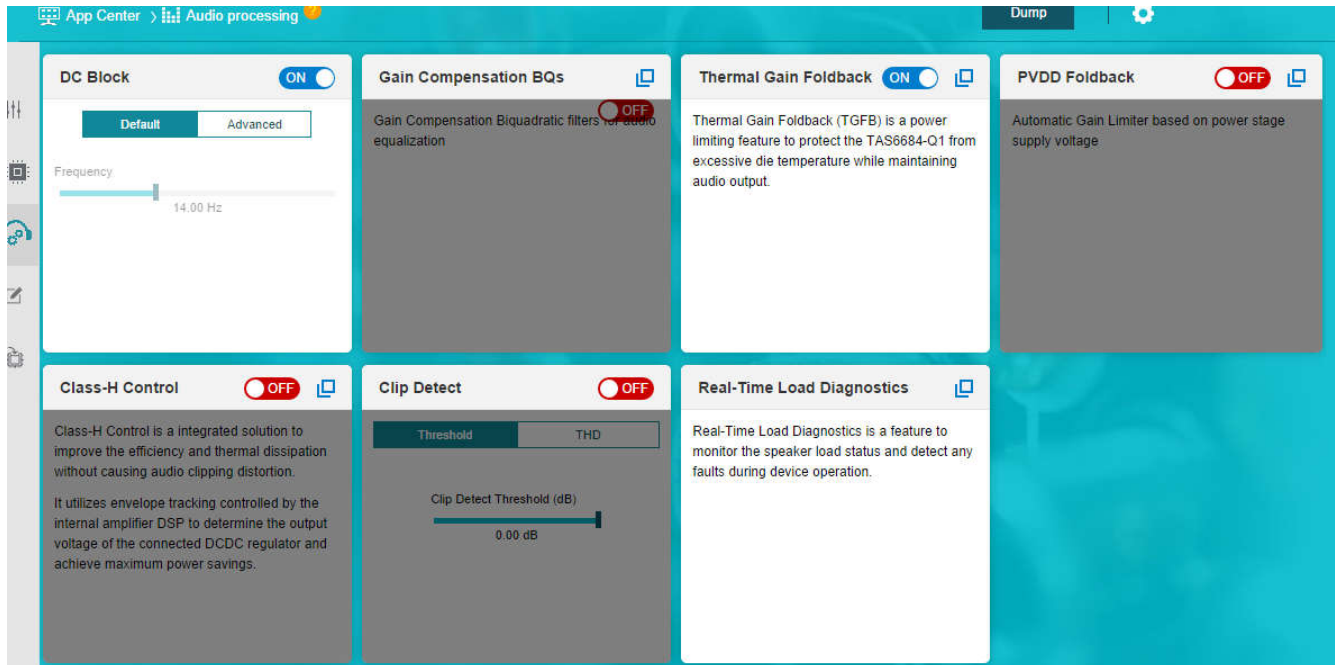 App Center > Audio processing ?
Dump
DC Block ON
Default Advanced
Frequency
14.00 Hz
Gain Compensation BQs
OFF
Gain Compensation Biquadratic filters for audio
equalization
Thermal Gain Foldback ON
Thermal Gain Foldback (TGFB) is a power
limiting feature to protect the TAS6684-Q1 from
excessive die temperature while maintaining
audio output.
PVDD Foldback OFF
Automatic Gain Limiter based on power stage
supply voltage
Class-H Control OFF
Class-H Control is a integrated solution to
improve the efficiency and thermal dissipation
without causing audio clipping distortion.
It utilizes envelope tracking controlled by the
internal amplifier DSP to determine the output
voltage of the connected DCDC regulator and
achieve maximum power savings.
Clip Detect OFF
Threshold THD
Clip Detect Threshold (dB)
0.00 dB
Real-Time Load Diagnostics
Real-Time Load Diagnostics is a feature to
monitor the speaker load status and detect any
faults during device operation.